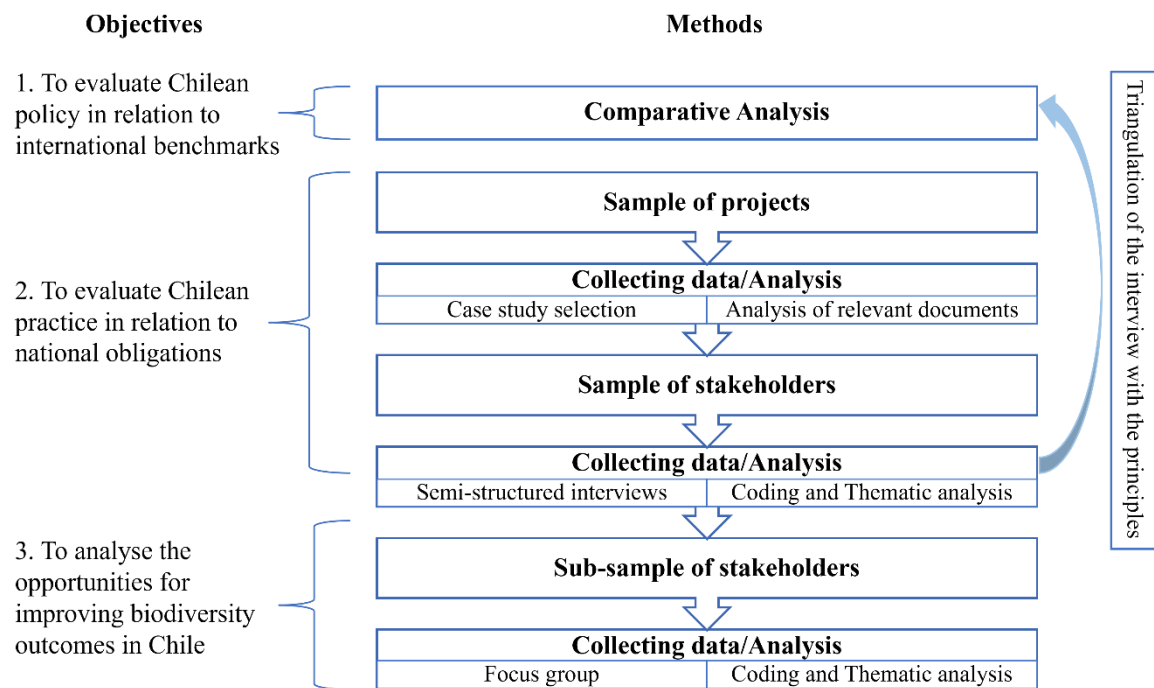 Objectives
Methods
1. To evaluate Chilean
policy in relation to
international benchmarks
Comparative Analysis
2. To evaluate Chilean
practice in relation to
national obligations
Sample of projects
Collecting data/Analysis
Case study selection
Analysis of relevant documents
Sample of stakeholders
Collecting data/Analysis
Semi-structured interviews
Coding and Thematic analysis
3. To analyse the
opportunities for
improving biodiversity
outcomes in Chile
Sub-sample of stakeholders
Collecting data/Analysis
Focus group
Coding and Thematic analysis
Triangulation of the interview with the principles